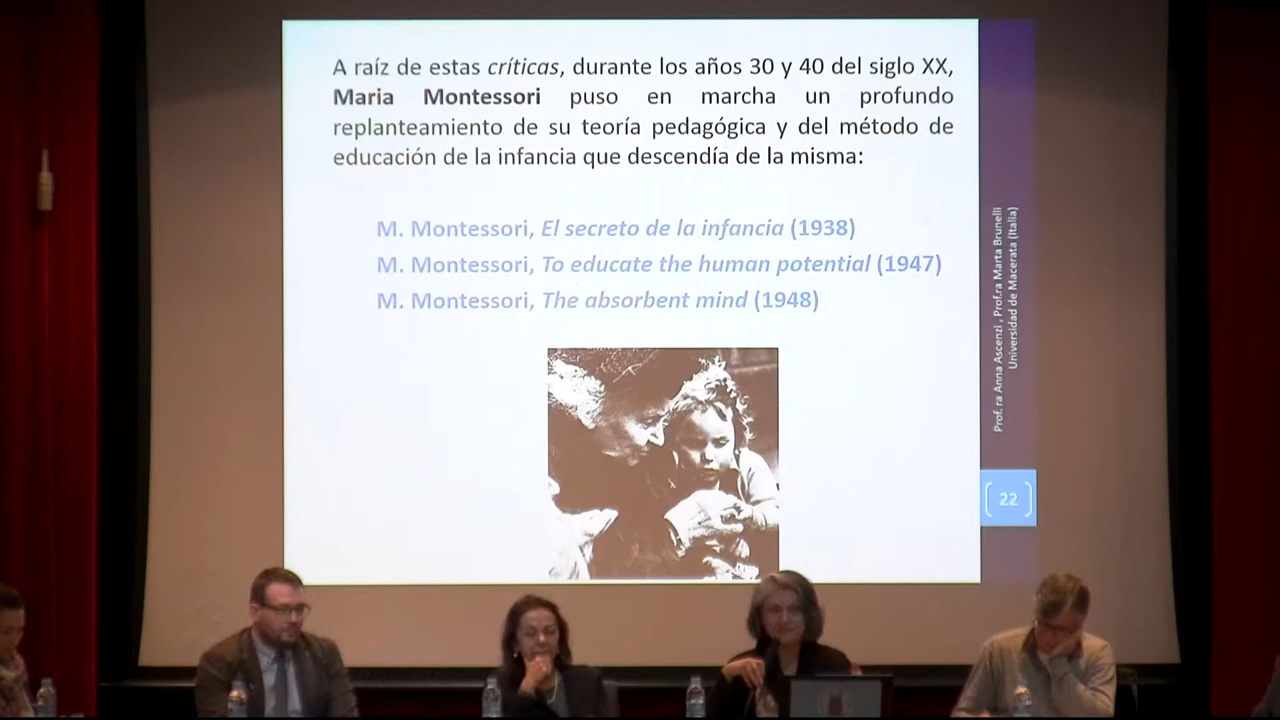 A raíz de estas críticas, durante los años 30 y 40 del siglo XX,
Maria Montessori puso en marcha un profundo
replanteamiento de su teoría pedagógica y del método de
educación de la infancia que descendía de la misma:
M. Montessori, El secreto de la infancia (1938)
M. Montessori, To educate the human potential (1947)
M. Montessori, The absorbent mind (1948)
Prof.ra Anna Ascenzi , Prof.ra Marta Brunelli
Universidad de Macerata (Italia)
22